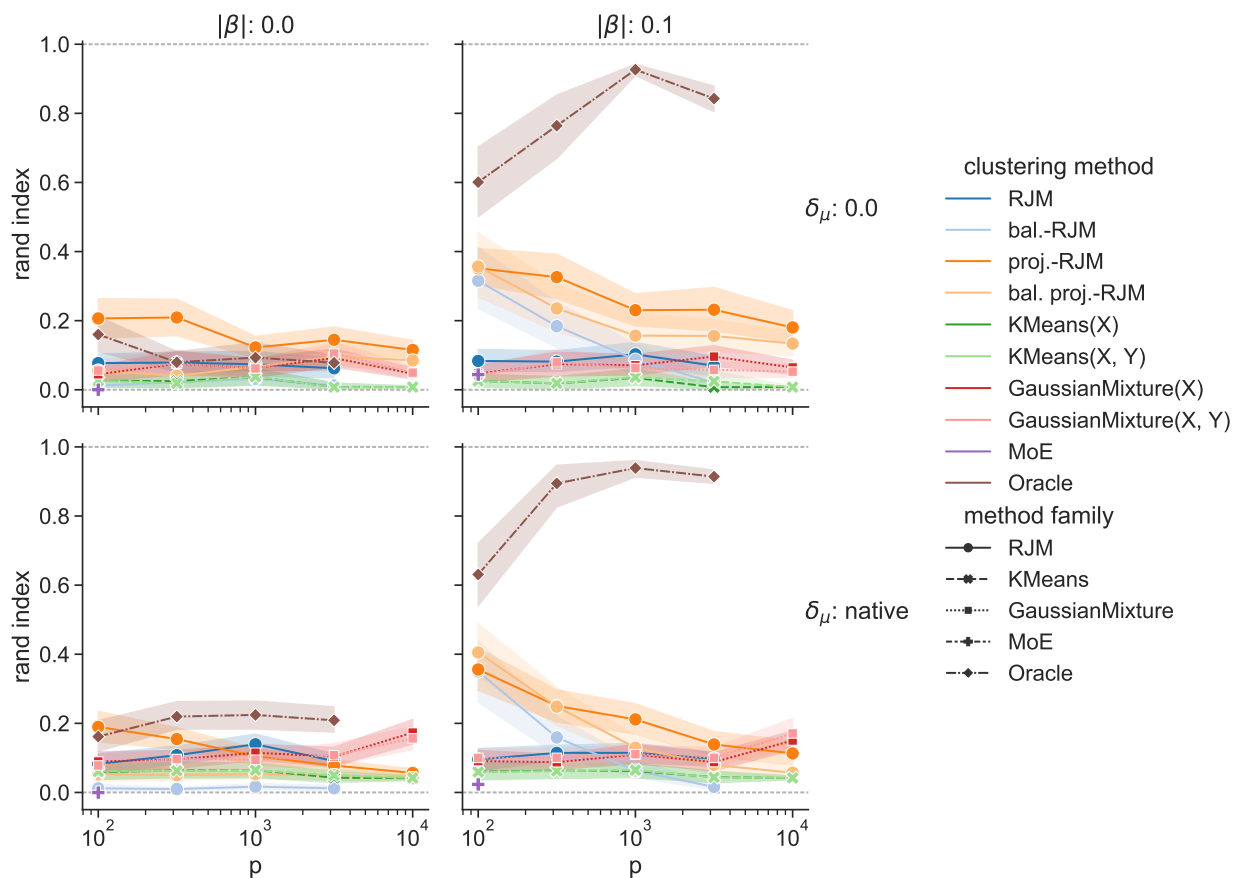 |β|: 0.0
|β|: 0.1
1.0
0.8
0.6
0.4
0.2
0.0
rand index
δμ: 0.0
1.0
0.8
0.6
0.4
0.2
0.0
rand index
δμ: native
10²
10³
10⁴
p
10²
10³
10⁴
p
clustering method
RJM
bal.-RJM
proj.-RJM
bal. proj.-RJM
KMeans(X)
KMeans(X, Y)
GaussianMixture(X)
GaussianMixture(X, Y)
MoE
Oracle
method family
RJM
KMeans
GaussianMixture
MoE
Oracle